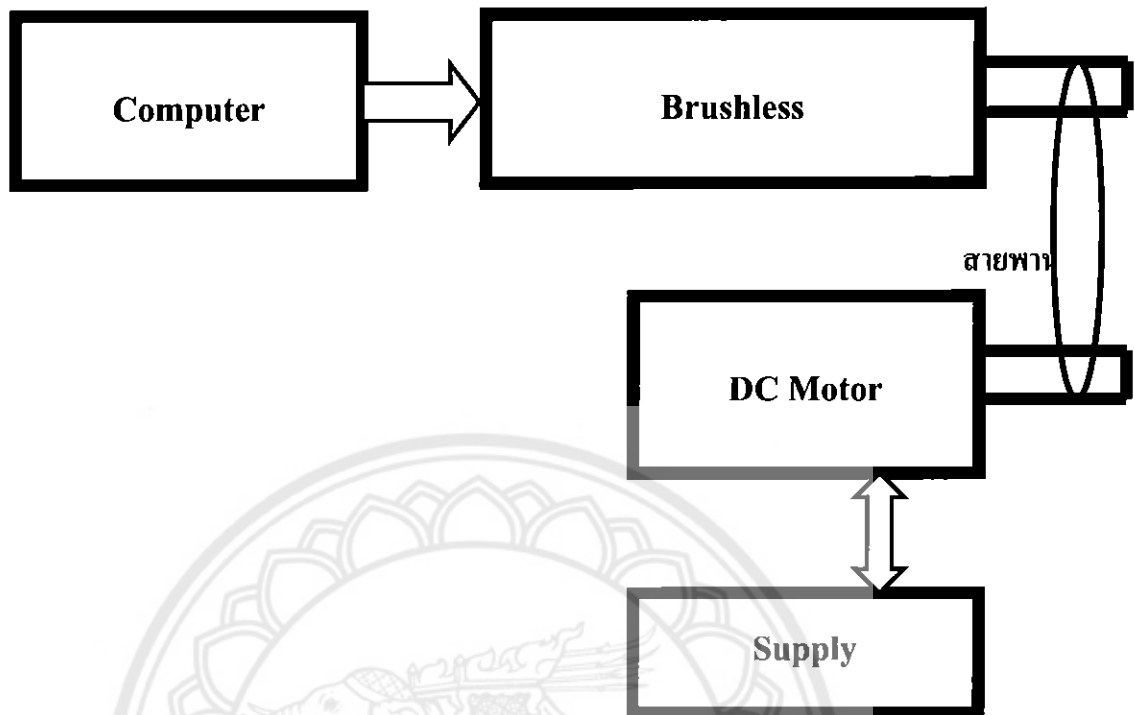 Computer
Brushless
สายพาน
DC Motor
Supply